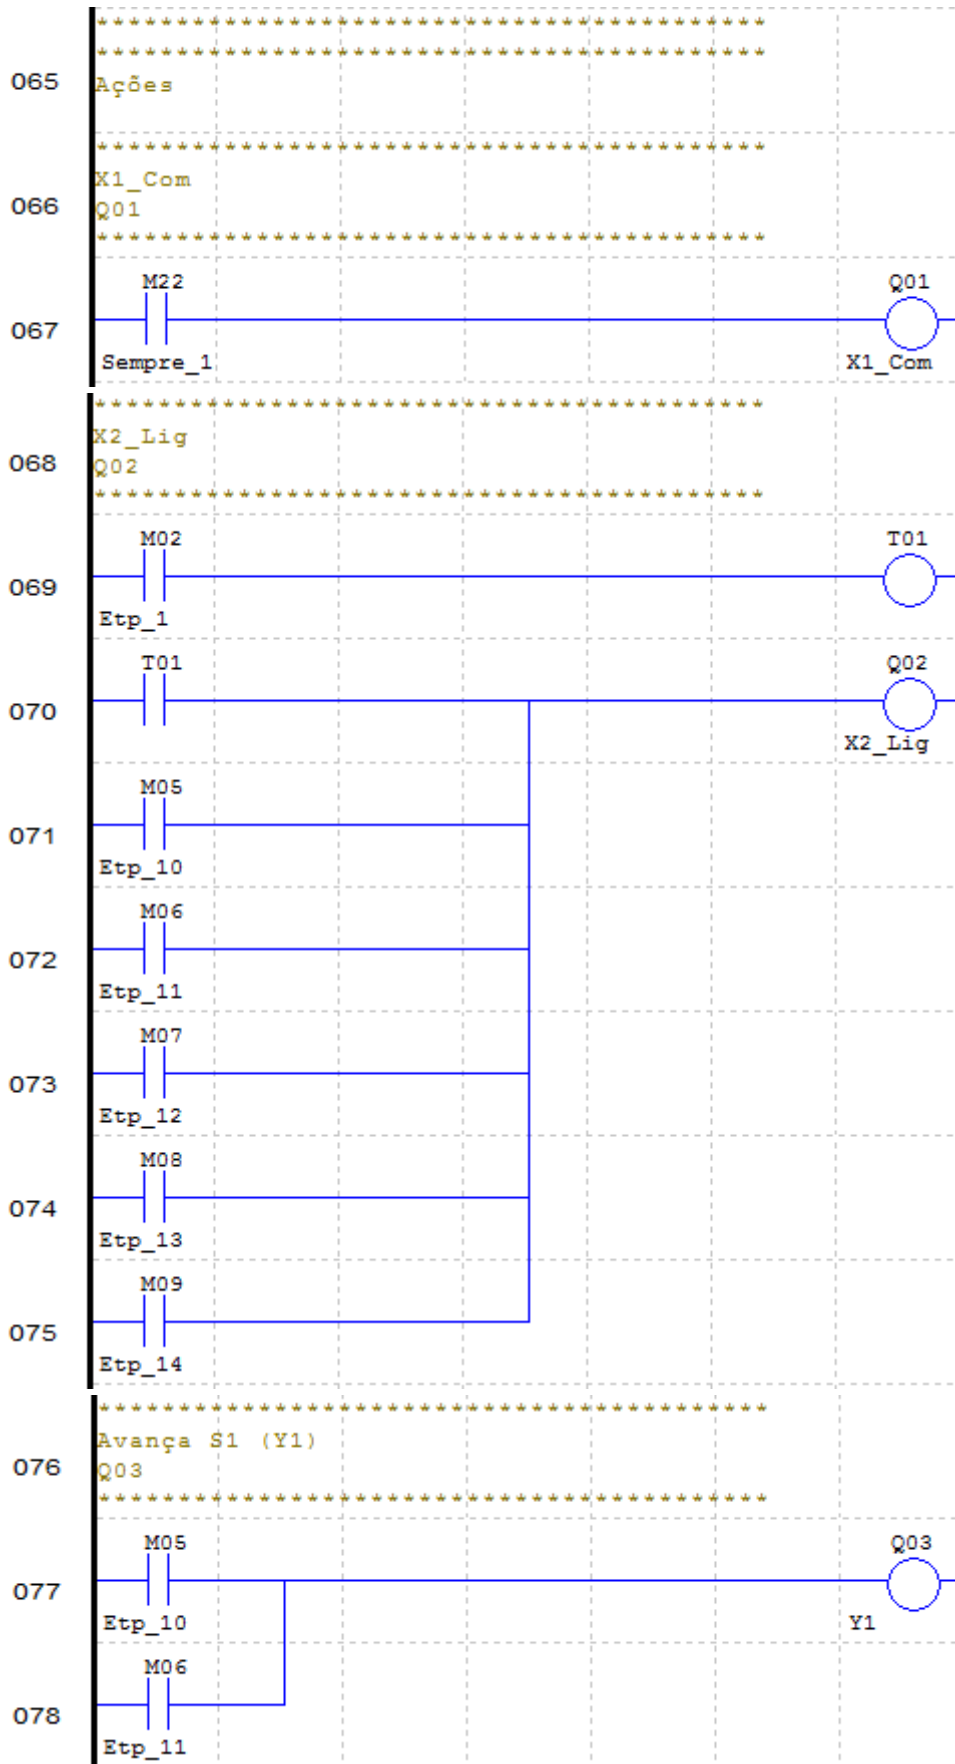 ******************************************
******************************************
065
Ações
******************************************
X1_Com
066
Q01
******************************************
M22 Q01
067
Sempre_1 X1_Com
******************************************
X2_Lig
068
Q02
******************************************
M02 T01
069
Etp_1
T01 Q02
070
X2_Lig
M05
071
Etp_10
M06
072
Etp_11
M07
073
Etp_12
M08
074
Etp_13
M09
075
Etp_14
******************************************
Avança S1 (Y1)
076
Q03
******************************************
M05 Q03
077
Etp_10 Y1
M06
078
Etp_11